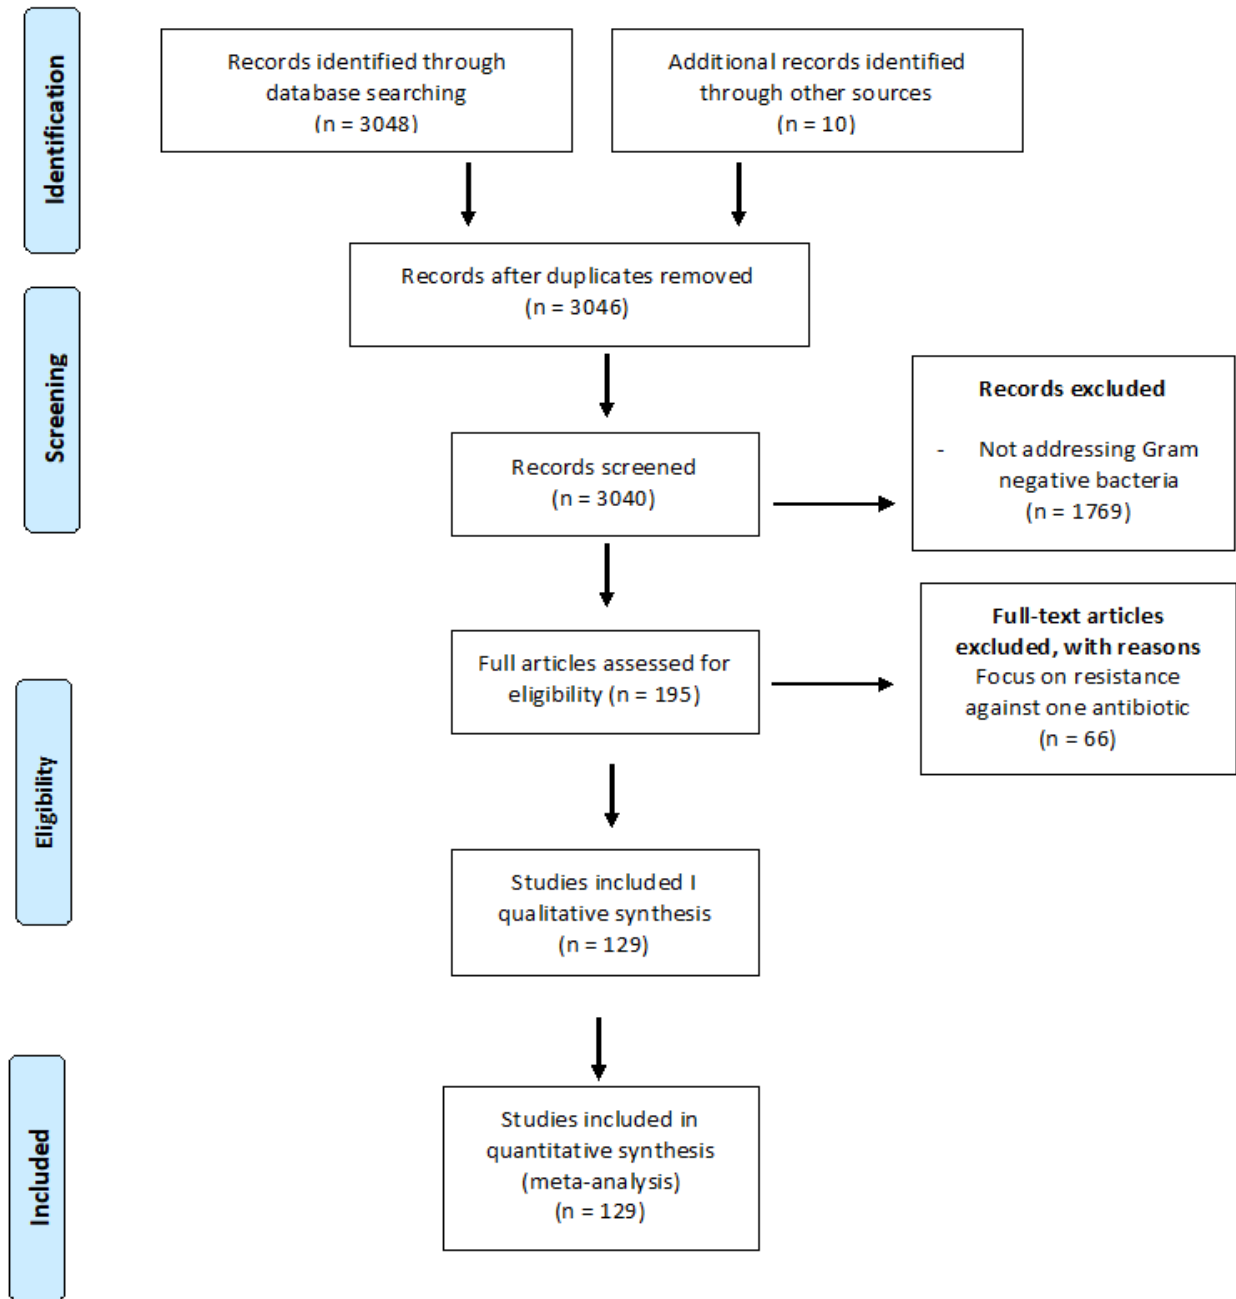 Identification
Records identified through
database searching
(n = 3048)
Additional records identified
through other sources
(n = 10)
Records after duplicates removed
(n = 3046)
Screening
Records screened
(n = 3040)
Records excluded
- Not addressing Gram
negative bacteria
(n = 1769)
Eligibility
Full articles assessed for
eligibility (n = 195)
Full-text articles
excluded, with reasons
Focus on resistance
against one antibiotic
(n = 66)
Studies included I
qualitative synthesis
(n = 129)
Included
Studies included in
quantitative synthesis
(meta-analysis)
(n = 129)